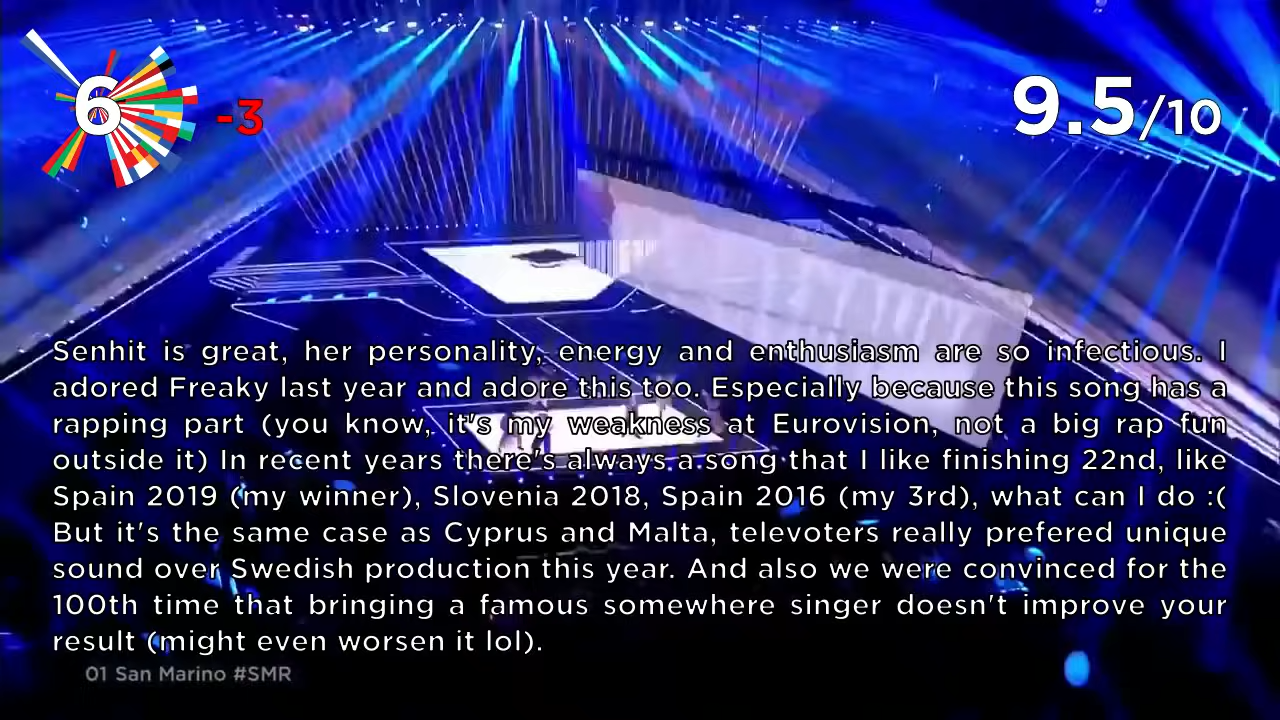 6
-3
9.5/10
Senhit is great, her personality, energy and enthusiasm are so infectious. I
adored Freaky last year and adore this too. Especially because this song has a
rapping part (you know, it's my weakness at Eurovision, not a big rap fun
outside it) In recent years there's always a song that I like finishing 22nd, like
Spain 2019 (my winner), Slovenia 2018, Spain 2016 (my 3rd), what can I do :(
But it's the same case as Cyprus and Malta, televoters really prefered unique
sound over Swedish production this year. And also we were convinced for the
100th time that bringing a famous somewhere singer doesn't improve your
result (might even worsen it lol).
01 San Marino #SMR